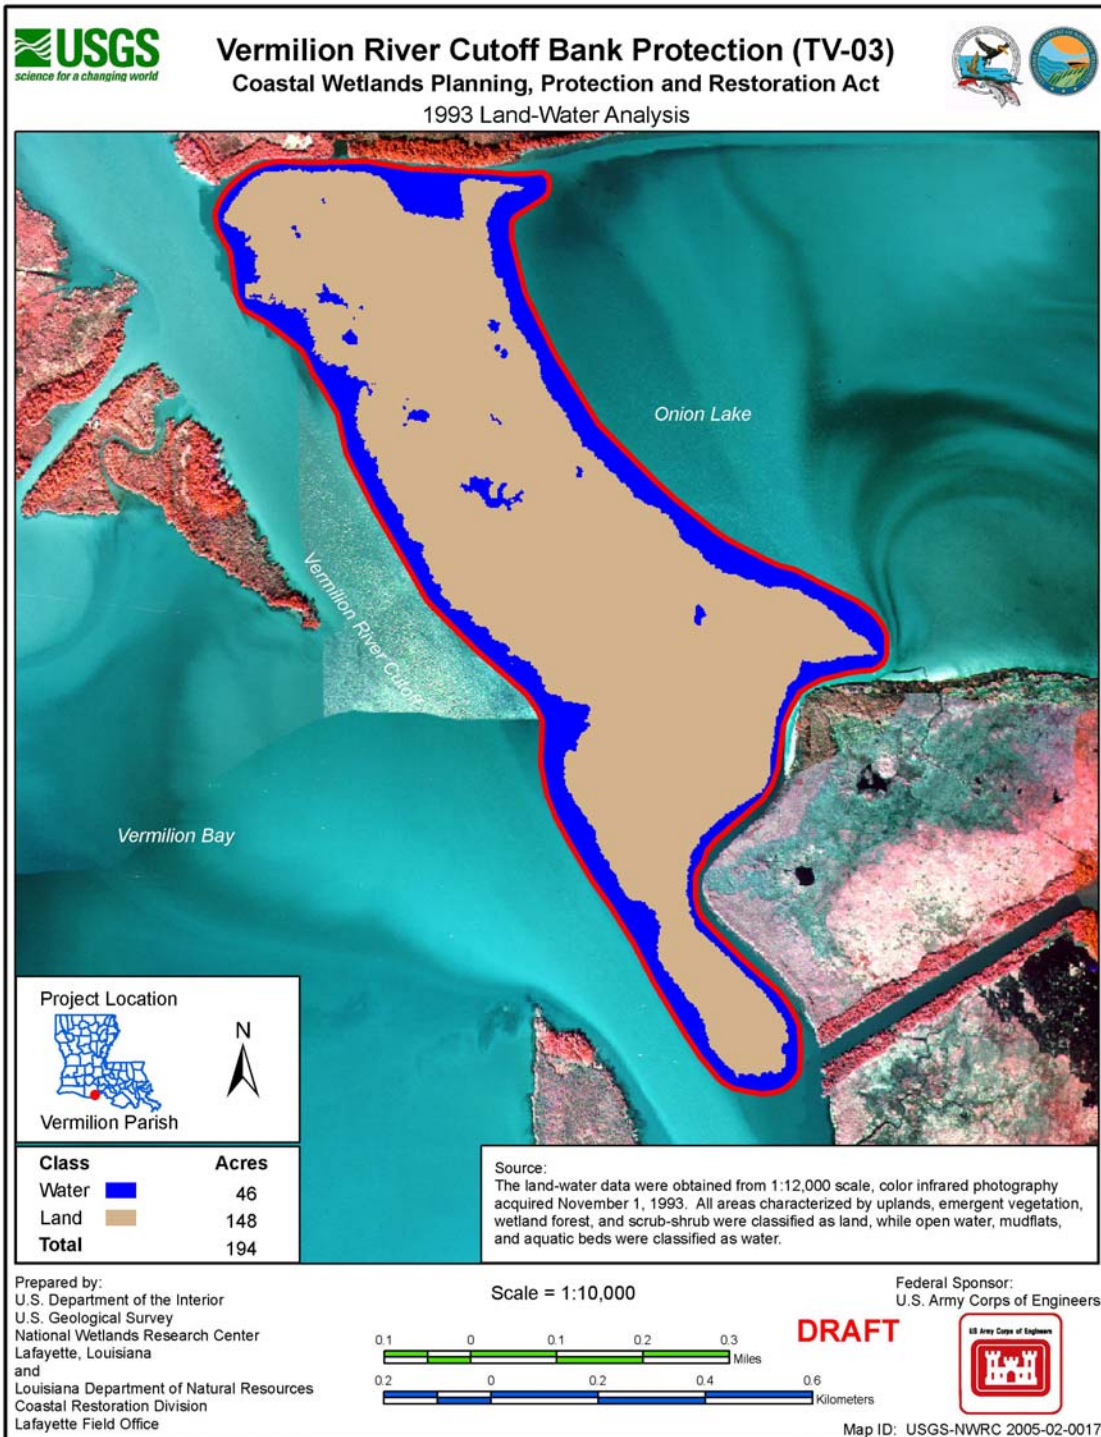 USGS
science for a changing world
Vermilion River Cutoff Bank Protection (TV-03)
Coastal Wetlands Planning, Protection and Restoration Act
1993 Land-Water Analysis
Onion Lake
Vermilion River Cutoff
Vermilion Bay
Project Location
N
Vermilion Parish
Class Acres
Water 46
Land 148
Total 194
Source:
The land-water data were obtained from 1:12,000 scale, color infrared photography
acquired November 1, 1993. All areas characterized by uplands, emergent vegetation,
wetland forest, and scrub-shrub were classified as land, while open water, mudflats,
and aquatic beds were classified as water.
Prepared by:
U.S. Department of the Interior
U.S. Geological Survey
National Wetlands Research Center
Lafayette, Louisiana
and
Louisiana Department of Natural Resources
Coastal Restoration Division
Lafayette Field Office
Scale = 1:10,000
0.1 0 0.1 0.2 0.3
Miles
0.2 0 0.2 0.4 0.6
Kilometers
DRAFT
Federal Sponsor:
U.S. Army Corps of Engineers
US Army Corps of Engineers
Map ID: USGS-NWRC 2005-02-0017